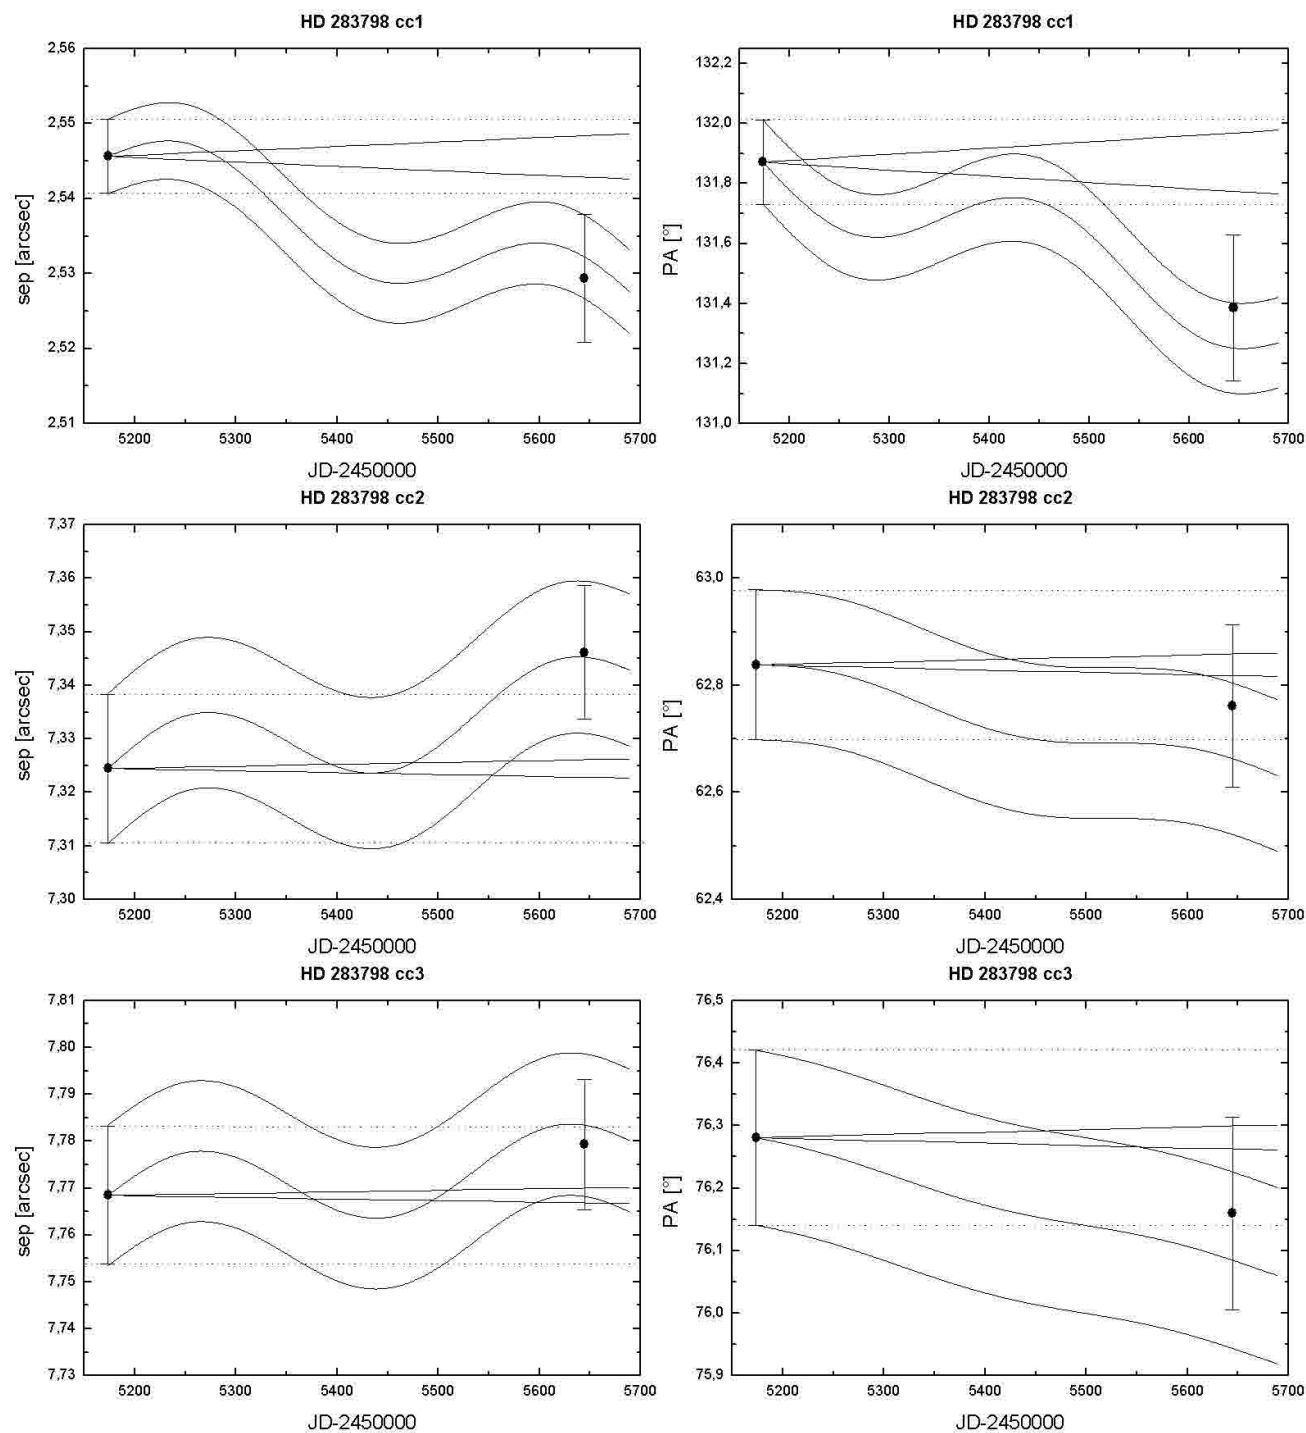 HD 283798 cc1
HD 283798 cc1
2,56
2,55
2,54
2,53
2,52
2,51
sep [arcsec]
5200 5300 5400 5500 5600 5700
JD-2450000
132,2
132,0
131,8
131,6
131,4
131,2
131,0
PA [°]
5200 5300 5400 5500 5600 5700
JD-2450000
HD 283798 cc2
HD 283798 cc2
7,37
7,36
7,35
7,34
7,33
7,32
7,31
7,30
sep [arcsec]
5200 5300 5400 5500 5600 5700
JD-2450000
63,0
62,8
62,6
62,4
PA [°]
5200 5300 5400 5500 5600 5700
JD-2450000
HD 283798 cc3
HD 283798 cc3
7,81
7,80
7,79
7,78
7,77
7,76
7,75
7,74
7,73
sep [arcsec]
5200 5300 5400 5500 5600 5700
JD-2450000
76,5
76,4
76,3
76,2
76,1
76,0
75,9
PA [°]
5200 5300 5400 5500 5600 5700
JD-2450000